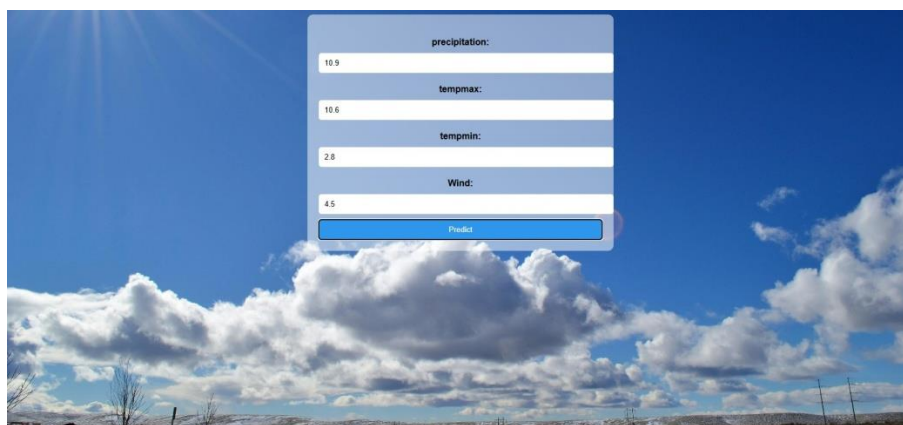 precipitation:
10.9
tempmax:
10.6
tempmin:
2.8
Wind:
4.5
Predict